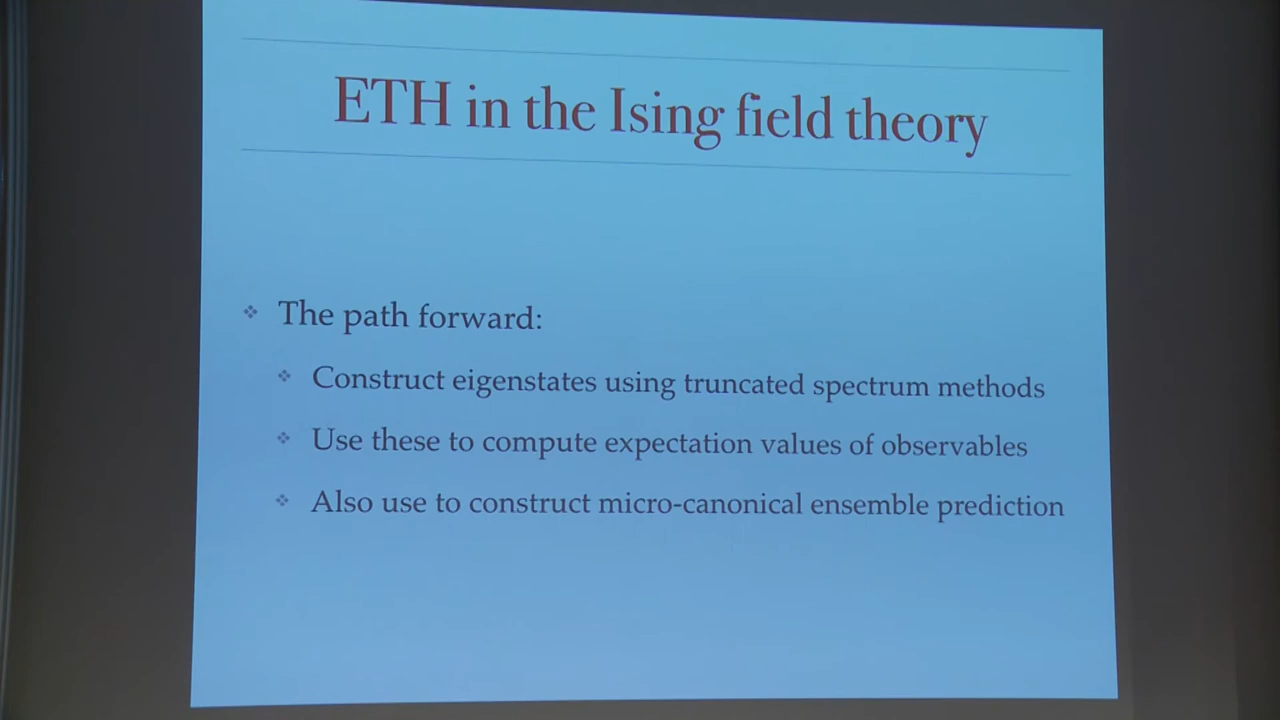 ETH in the Ising field theory
The path forward:
Construct eigenstates using truncated spectrum methods
Use these to compute expectation values of observables
Also use to construct micro-canonical ensemble prediction